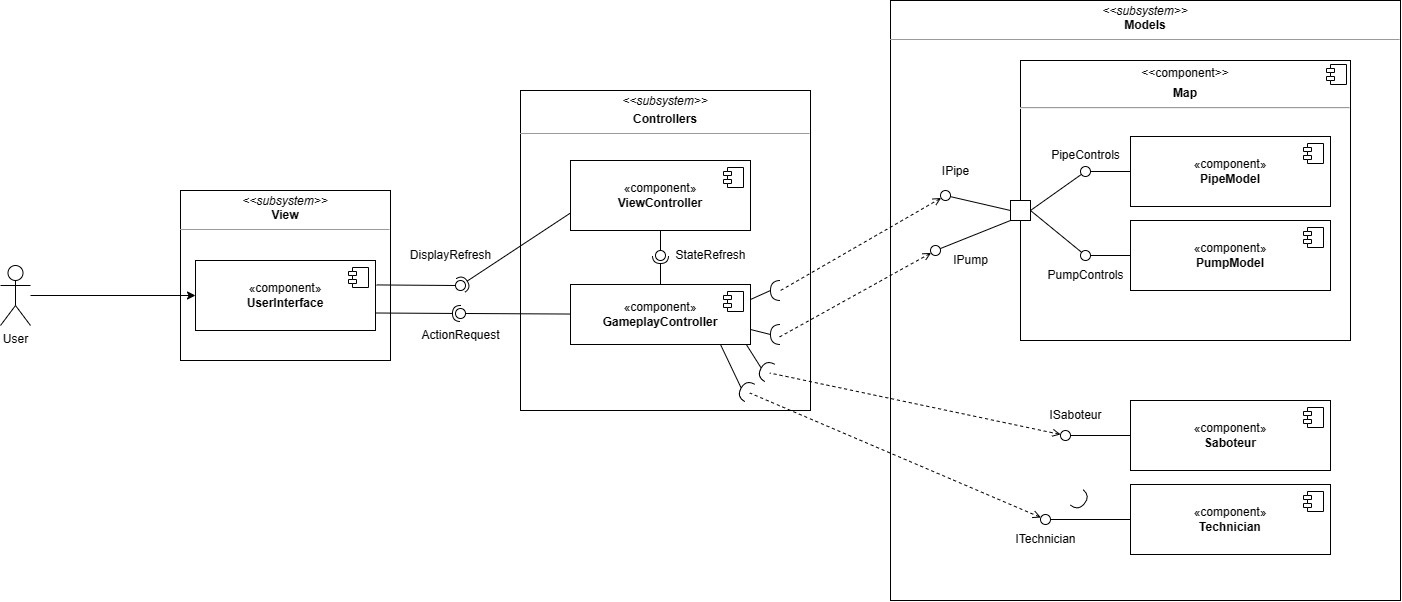 <<subsystem>>
Models
<<component>>
Map
<<subsystem>>
Controllers
PipeControls
«component»
PipeModel
IPipe
«component»
ViewController
<<subsystem>>
View
DisplayRefresh
StateRefresh
IPump
PumpControls
«component»
PumpModel
«component»
UserInterface
«component»
GameplayController
User
ActionRequest
ISaboteur
«component»
Saboteur
«component»
Technician
ITechnician